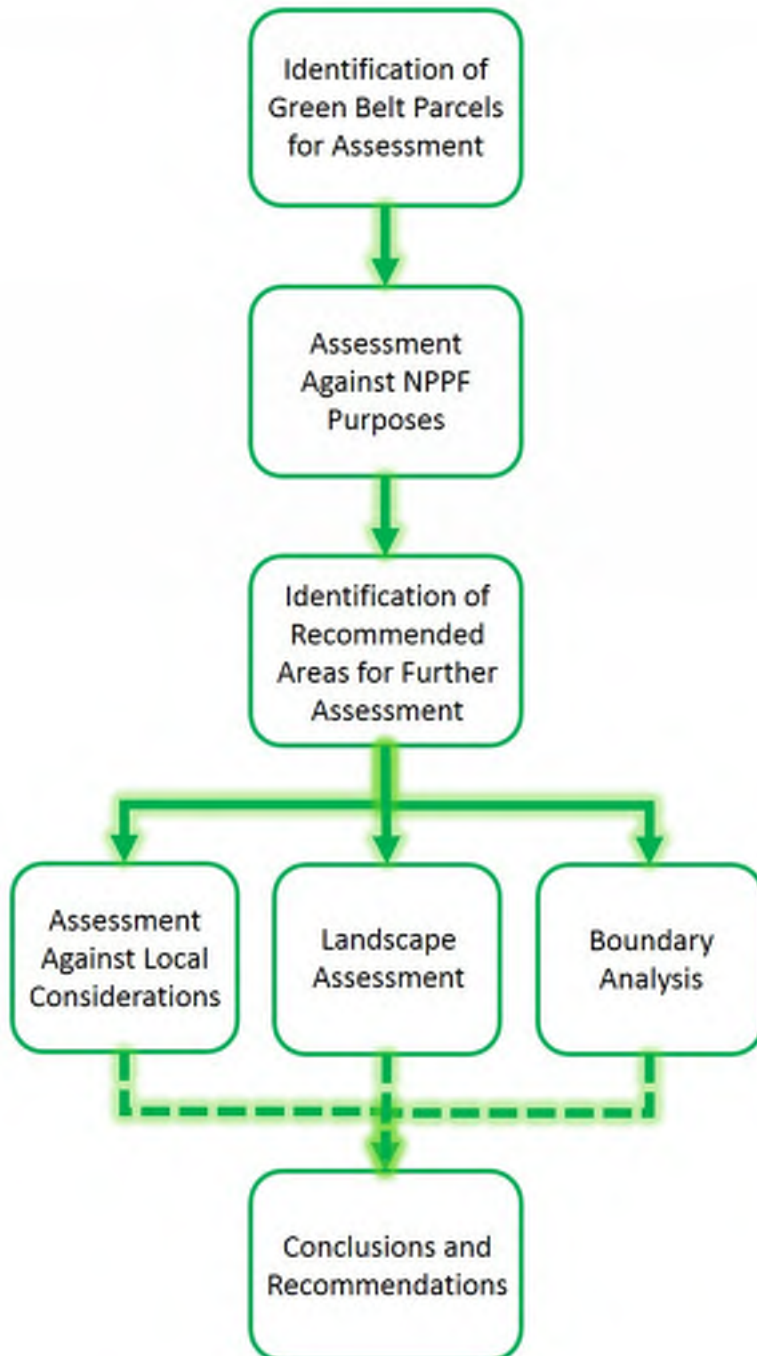 Identification of
Green Belt Parcels
for Assessment
Assessment
Against NPPF
Purposes
Identification of
Recommended
Areas for Further
Assessment
Assessment
Against Local
Considerations
Landscape
Assessment
Boundary
Analysis
Conclusions and
Recommendations